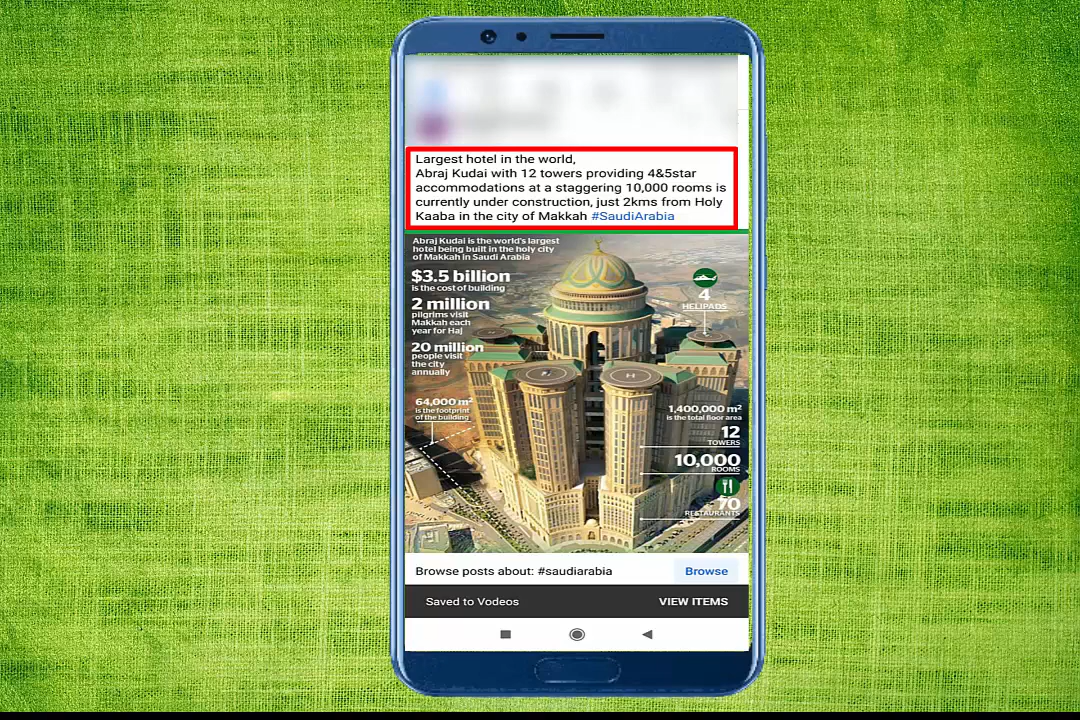 Largest hotel in the world,
Abraj Kudai with 12 towers providing 4&5star
accommodations at a staggering 10,000 rooms is
currently under construction, just 2kms from Holy
Kaaba in the city of Makkah #SaudiArabia
Abraj Kudai is the world's largest
hotel being built in the holy city
of Makkah in Saudi Arabia
$3.5 billion
is the cost of building
2 million
pilgrims visit
Makkah each
year for Haj
20 million
people visit
the city
annually
64,000 m²
is the footprint
of the building
4
HELIPADS
H
1,400,000 m²
is the total floor area
12
TOWERS
10,000
ROOMS
70
RESTAURANTS
Browse posts about: #saudiarabia
Browse
Saved to Vodeos
VIEW ITEMS